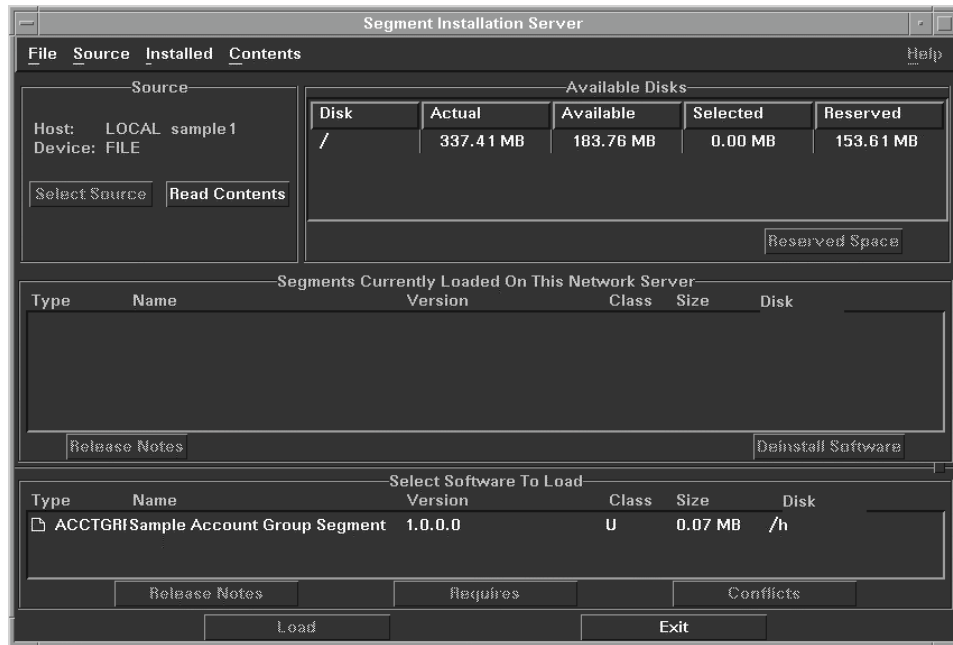 Segment Installation Server
File Source Installed Contents Help
Source
Host: LOCAL sample1
Device: FILE
Select Source Read Contents
Available Disks
Disk Actual Available Selected Reserved
/ 337.41 MB 183.76 MB 0.00 MB 153.61 MB
Reserved Space
Segments Currently Loaded On This Network Server
Type Name Version Class Size Disk
Release Notes Deinstall Software
Select Software To Load
Type Name Version Class Size Disk
ACCTGRI Sample Account Group Segment 1.0.0.0 U 0.07 MB /h
Release Notes Requires Conflicts
Load Exit